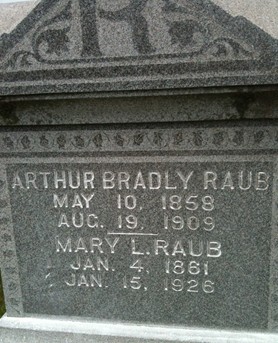 R
ARTHUR BRADLY RAUB
MAY 10, 1858
AUG. 19, 1909
MARY L. RAUB
JAN. 4, 1861
JAN. 15, 1926